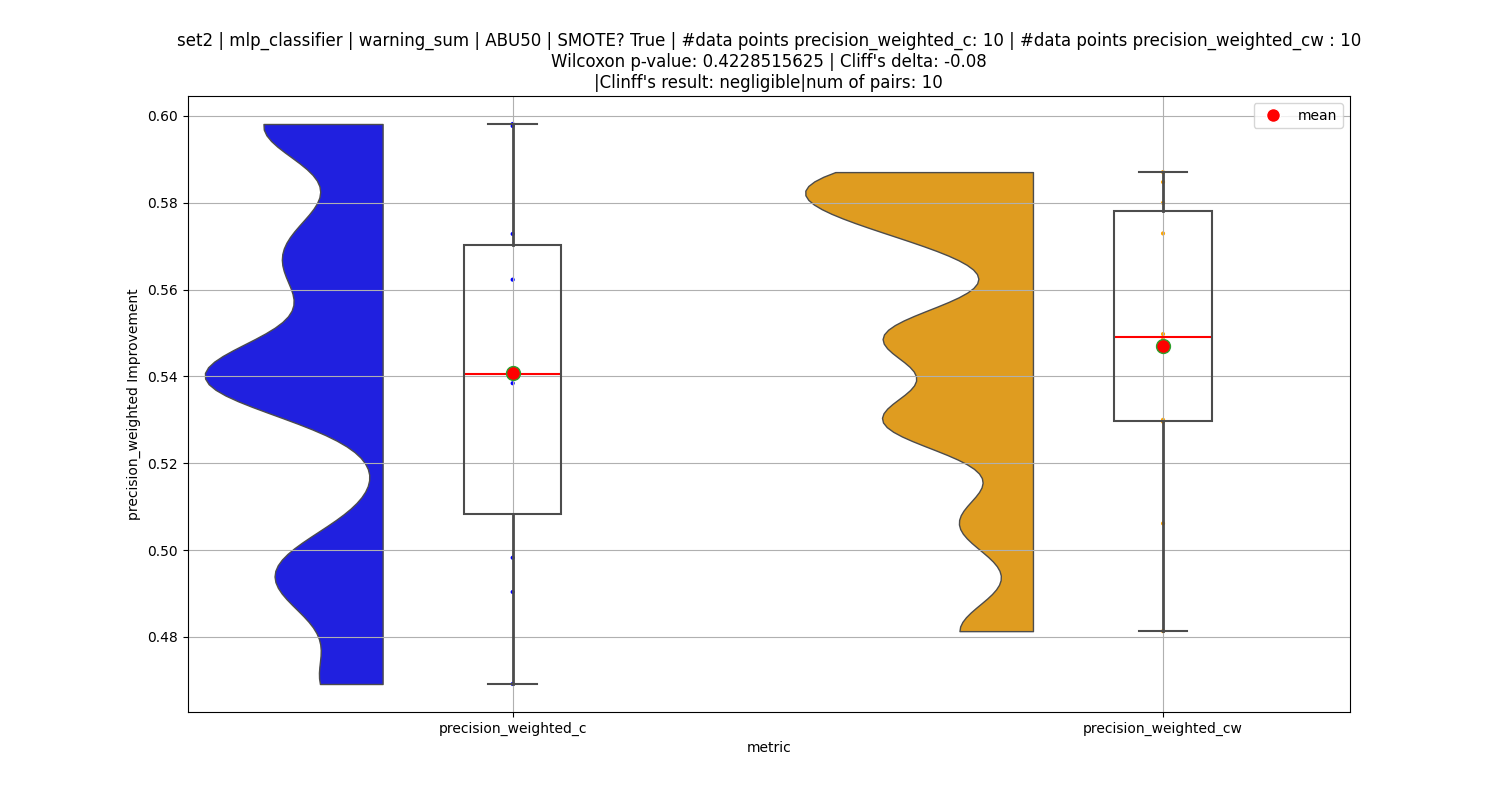 set2 | mlp_classifier | warning_sum | ABU50 | SMOTE? True | #data points precision_weighted_c: 10 | #data points precision_weighted_cw : 10
Wilcoxon p-value: 0.4228515625 | Cliff's delta: -0.08
|Clinff's result: negligible|num of pairs: 10
mean
0.60
0.58
0.56
0.54
0.52
0.50
0.48
precision_weighted Improvement
precision_weighted_c
precision_weighted_cw
metric